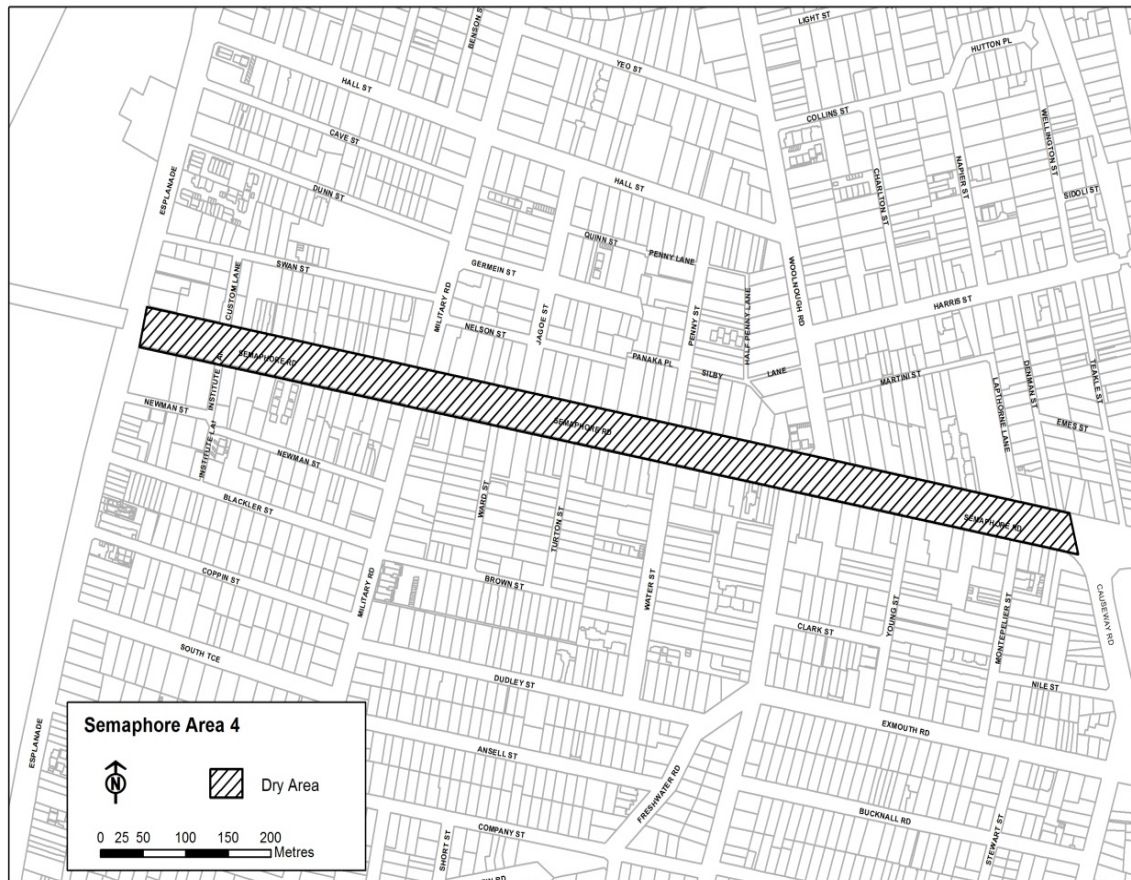 LIGHT ST
BENSON S
HUTTON PL
YEO ST
HALL ST
COLLINS ST
WELLINGTON ST
CAVE ST
NAPIER ST
CHARLTON ST
HALL ST
DUNN ST
SIDOLI ST
ESPLANADE
QUINN ST
PENNY LANE
SWAN ST
GERMEIN ST
WOOLNOUGH RD
CUSTOM LANE
MILITARY RD
HARRIS ST
HALF PENNY LANE
PENNY ST
JAGOE ST
NELSON ST
PANAKA PL
SEMAPHORE RD
SILBY
LANE
MARTINI ST
TEAKLE ST
DENMAN ST
LAPTHORNE LANE
INSTITUTE
NEWMAN ST
SEMAPHORE RD
EMES ST
INSTITUTE LA
NEWMAN ST
BLACKLER ST
WARD ST
TURTON ST
SEMAPHORE RD
COPPIN ST
MILITARY RD
BROWN ST
WATER ST
YOUNG ST
CLARK ST
MONTEPELIER ST
CAUSEWAY RD
SOUTH TCE
DUDLEY ST
NILE ST
EXMOUTH RD
ESPLANADE
ANSELL ST
FRESHWATER RD
BUCKNALL RD
COMPANY ST
SHORT ST
STEWART ST
RD
Semaphore Area 4
N
Dry Area
0 25 50 100 150 200
Metres